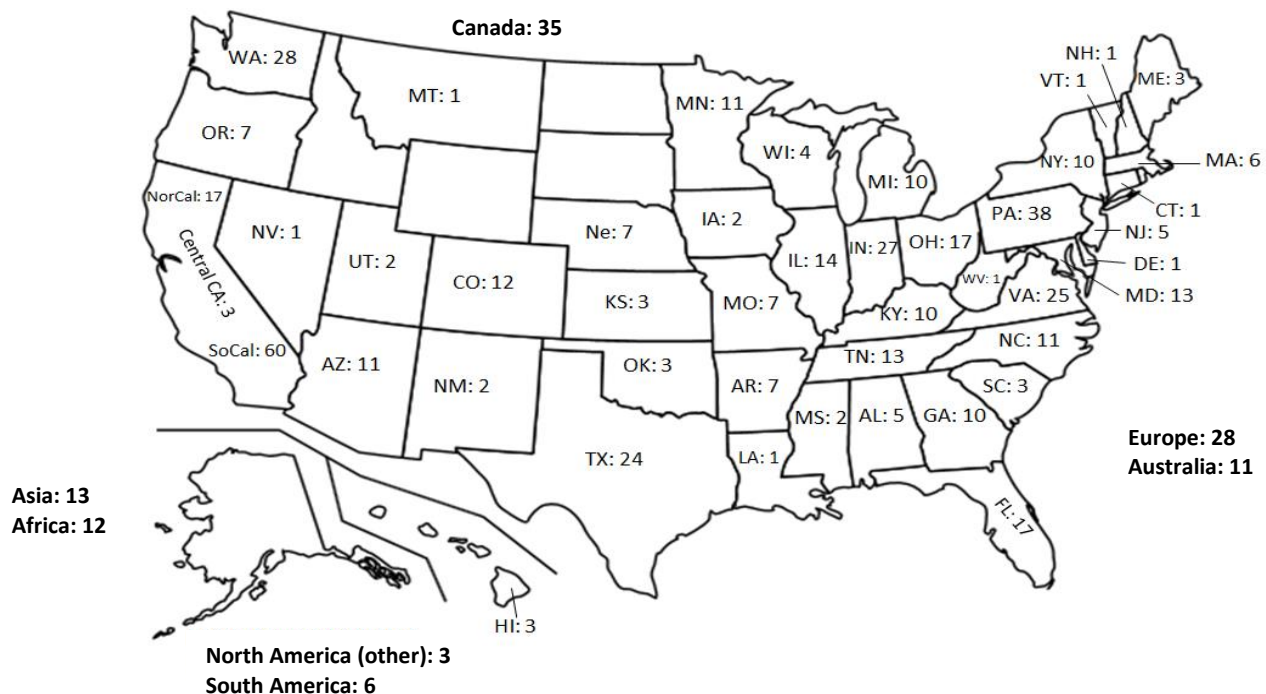 Canada: 35
WA: 28
MT: 1
OR: 7
MN: 11
WI: 4
MI: 10
NH: 1
VT: 1
ME: 3
NY: 10
MA: 6
CT: 1
NorCal: 17
Central CA: 3
SoCal: 60
NV: 1
UT: 2
CO: 12
Ne: 7
IA: 2
KS: 3
MO: 7
IL: 14
IN: 27
OH: 17
PA: 38
NJ: 5
DE: 1
MD: 13
WV: 1
VA: 25
KY: 10
TN: 13
NC: 11
SC: 3
AZ: 11
NM: 2
OK: 3
AR: 7
MS: 2
AL: 5
GA: 10
TX: 24
LA: 1
FL: 17
Europe: 28
Australia: 11
Asia: 13
Africa: 12
HI: 3
North America (other): 3
South America: 6